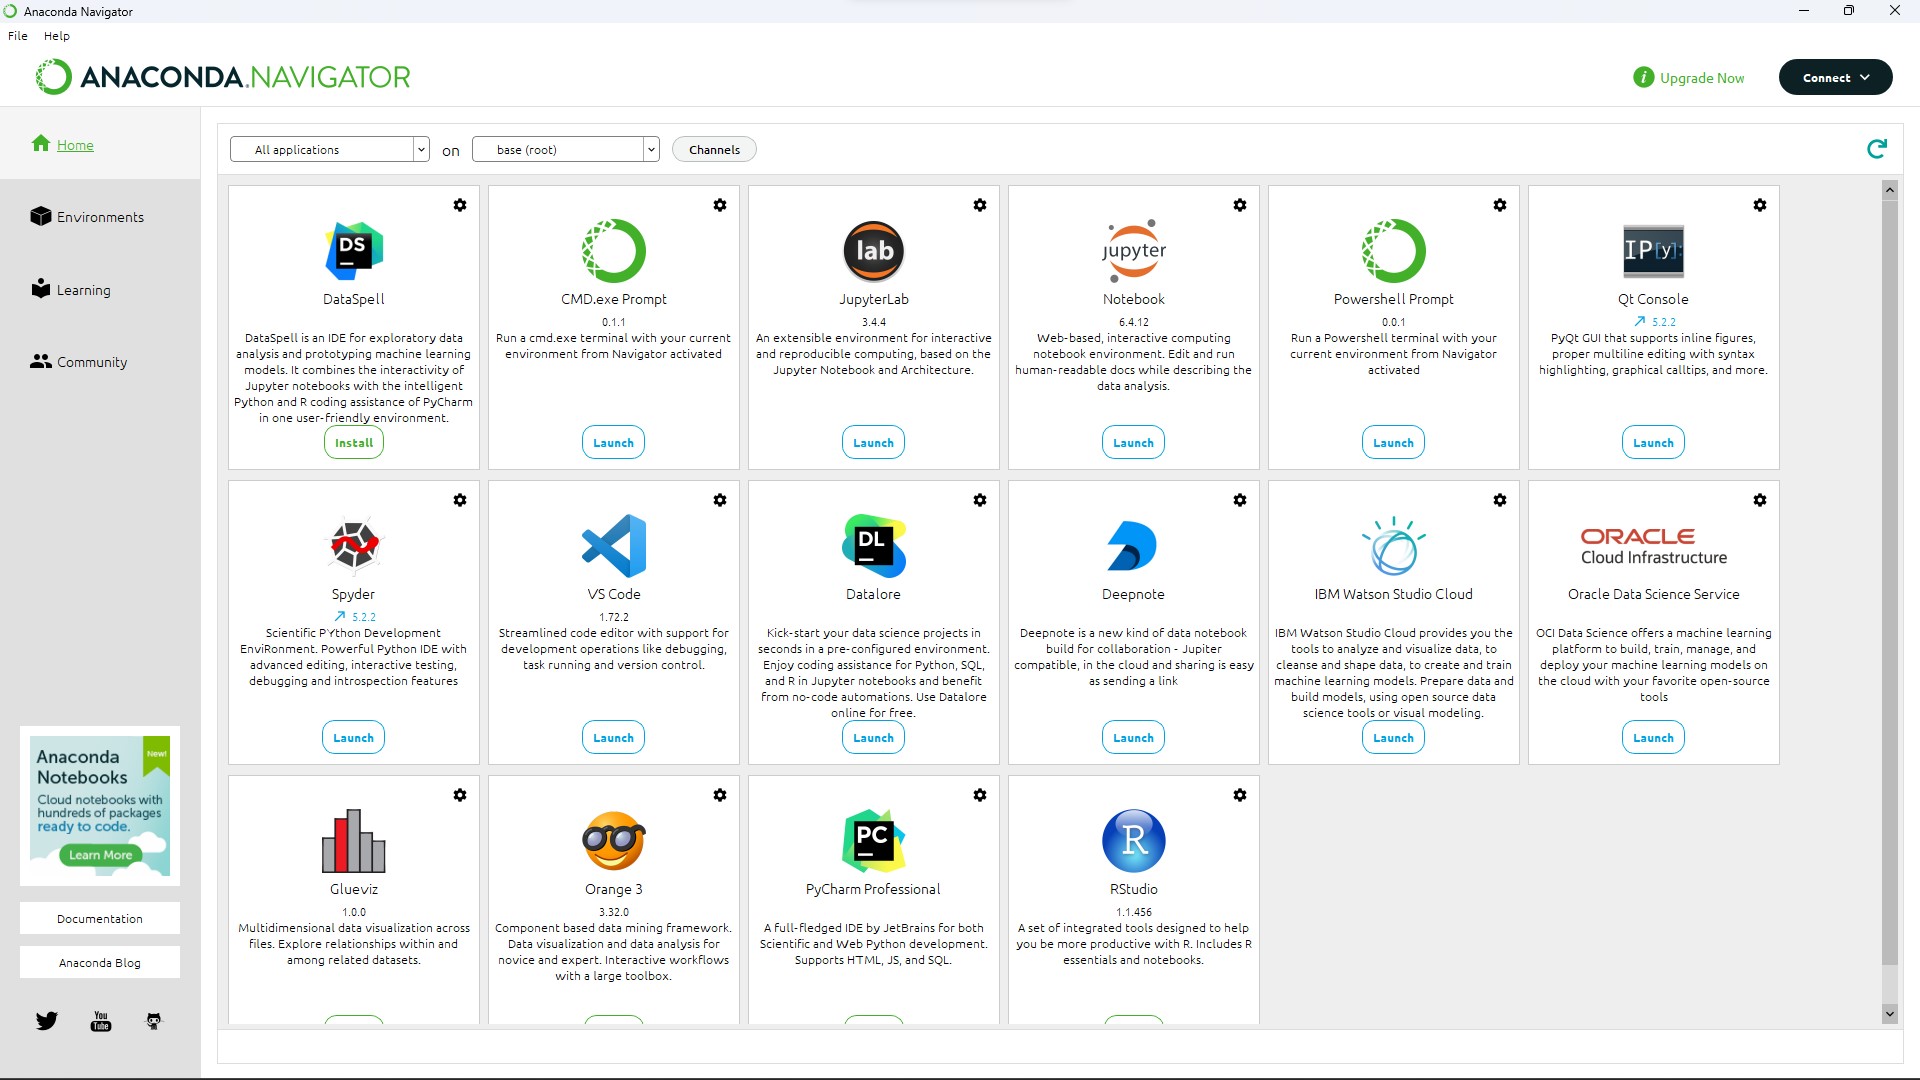 Anaconda Navigator
File Help
ANACONDA.NAVIGATOR
Upgrade Now
Connect
Home
Environments
Learning
Community
All applications on base (root) Channels
DS
DataSpell
DataSpell is an IDE for exploratory data
analysis and prototyping machine learning
models. It combines the interactivity of
Jupyter notebooks with the intelligent
Python and R coding assistance of PyCharm
in one user-friendly environment.
Install
CMD.exe Prompt
0.1.1
Run a cmd.exe terminal with your current
environment from Navigator activated
Launch
lab
JupyterLab
3.4.4
An extensible environment for interactive
and reproducible computing, based on the
Jupyter Notebook and Architecture.
Launch
jupyter
Notebook
6.4.12
Web-based, interactive computing
notebook environment. Edit and run
human-readable docs while describing the
data analysis.
Launch
Powershell Prompt
0.0.1
Run a Powershell terminal with your
current environment from Navigator
activated
Launch
IP[y]:
Qt Console
5.2.2
PyQt GUI that supports inline figures,
proper multiline editing with syntax
highlighting, graphical calltips, and more.
Launch
Spyder
5.2.2
Scientific PYthon Development
EnviRonment. Powerful Python IDE with
advanced editing, interactive testing,
debugging and introspection features
Launch
VS Code
1.72.2
Streamlined code editor with support for
development operations like debugging,
task running and version control.
Launch
DL
Datalore
Kick-start your data science projects in
seconds in a pre-configured environment.
Enjoy coding assistance for Python, SQL,
and R in Jupyter notebooks and benefit
from no-code automations. Use Datalore
online for free.
Launch
Deepnote
Deepnote is a new kind of data notebook
build for collaboration - Jupiter
compatible, in the cloud and sharing is easy
as sending a link
Launch
IBM Watson Studio Cloud
IBM Watson Studio Cloud provides you the
tools to analyze and visualize data, to
cleanse and shape data, to create and train
machine learning models. Prepare data and
build models, using open source data
science tools or visual modeling.
Launch
ORACLE
Cloud Infrastructure
Oracle Data Science Service
OCI Data Science offers a machine learning
platform to build, train, manage, and
deploy your machine learning models on
the cloud with your favorite open-source
tools
Launch
Glueviz
1.0.0
Multidimensional data visualization across
files. Explore relationships within and
among related datasets.
Orange 3
3.32.0
Component based data mining framework.
Data visualization and data analysis for
novice and expert. Interactive workflows
with a large toolbox.
PC
PyCharm Professional
A full-fledged IDE by JetBrains for both
Scientific and Web Python development.
Supports HTML, JS, and SQL.
R
RStudio
1.1.456
A set of integrated tools designed to help
you be more productive with R. Includes R
essentials and notebooks.
New!
Anaconda
Notebooks
Cloud notebooks with
hundreds of packages
ready to code.
Learn More
Documentation
Anaconda Blog
You
Tube